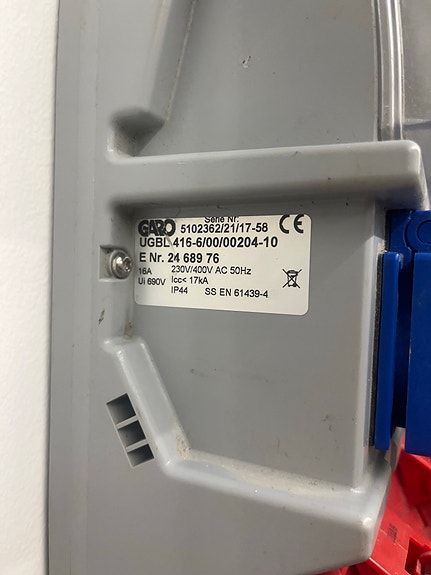 GARO
Serie Nr.
5102362/21/17-58 CE
UGBL 416-6/00/00204-10
E Nr. 24 689 76
16A 230V/400V AC 50Hz
Ui 690V Icc< 17kA
IP44 SS EN 61439-4